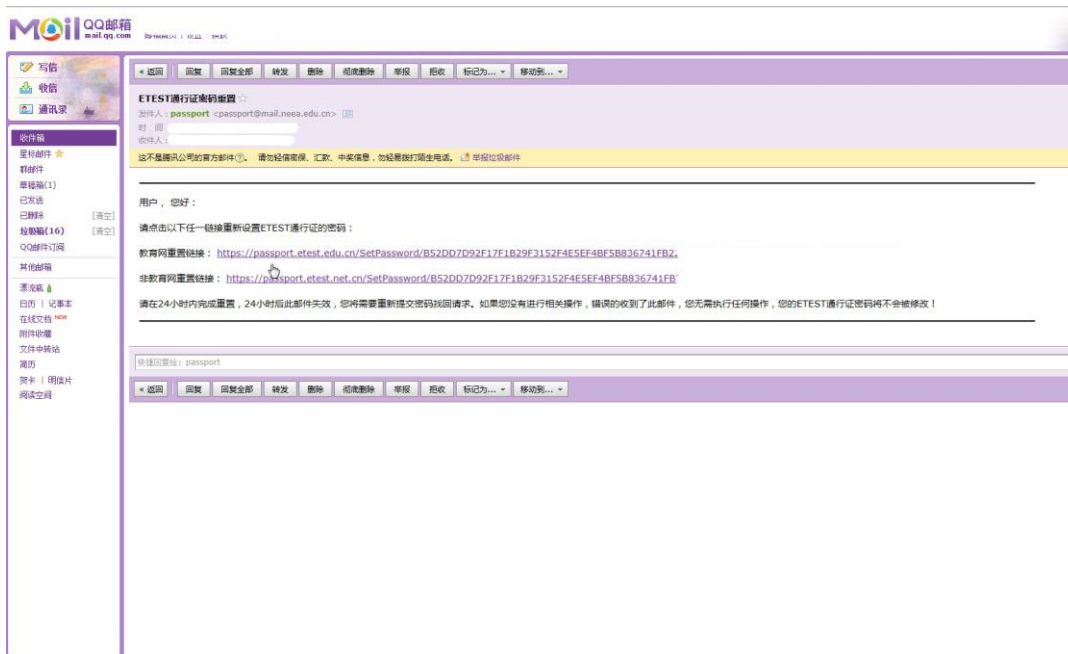 Mail QQ邮箱
mail.qq.com
写信
收信
通讯录
收件箱
星标邮件
群邮件
草稿箱(1)
已发送
已删除 [清空]
垃圾箱(16) [清空]
QQ邮件订阅
其他邮箱
漂流瓶
日历 | 记事本
在线文档 NEW
附件收藏
文件中转站
简历
贺卡 | 明信片
阅读空间
« 返回 回复 回复全部 转发 删除 彻底删除 举报 拒收 标记为... 移动到...
ETEST通行证密码重置
发件人：passport <passport@mail.neea.edu.cn>
时 间
收件人：
这不是腾讯公司的官方邮件?。 请勿轻信密保、汇款、中奖信息，勿轻易拨打陌生电话。 举报垃圾邮件
用户，您好：
请点击以下任一链接重新设置ETEST通行证的密码：
教育网重置链接： https://passport.etest.edu.cn/SetPassword/B52DD7D92F17F1B29F3152F4E5EF4BF5B836741FB2
非教育网重置链接： https://passport.etest.net.cn/SetPassword/B52DD7D92F17F1B29F3152F4E5EF4BF5B836741FB
请在24小时内完成重置，24小时后此邮件失效，您将需要重新提交密码找回请求。如果您没有进行相关操作，错误的收到了此邮件，您无需执行任何操作，您的ETEST通行证密码将不会被修改！
快捷回复给：passport
« 返回 回复 回复全部 转发 删除 彻底删除 举报 拒收 标记为... 移动到...